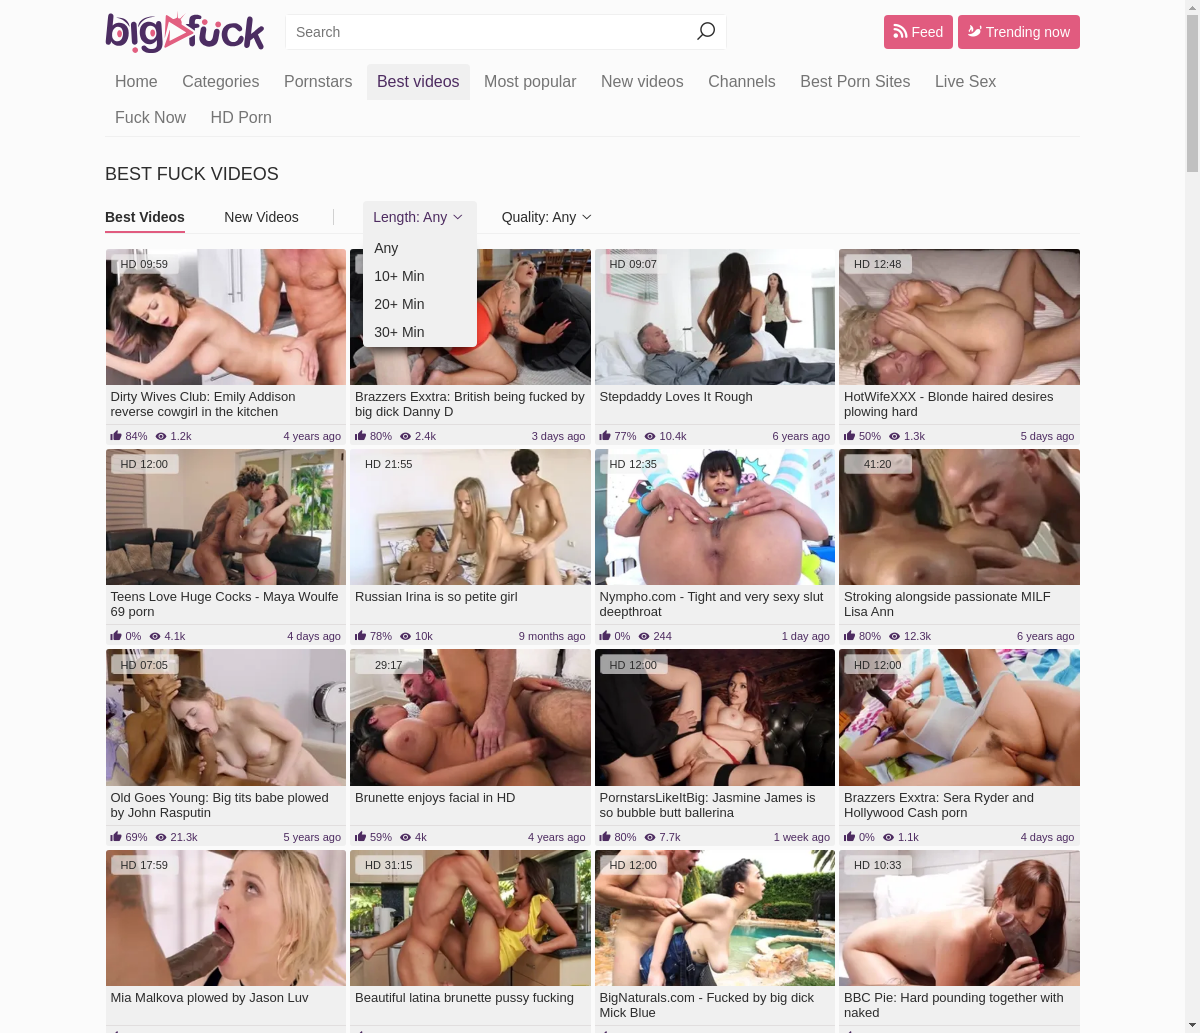 bigfuck
Search
Feed
Trending now
Home Categories Pornstars Best videos Most popular New videos Channels Best Porn Sites Live Sex
Fuck Now HD Porn
BEST FUCK VIDEOS
Best Videos New Videos Length: Any Quality: Any
Any
10+ Min
20+ Min
30+ Min
HD 09:59
HD 09:07
HD 12:48
Dirty Wives Club: Emily Addison
reverse cowgirl in the kitchen
84% 1.2k 4 years ago
Brazzers Exxtra: British being fucked by
big dick Danny D
80% 2.4k 3 days ago
Stepdaddy Loves It Rough
77% 10.4k 6 years ago
HotWifeXXX - Blonde haired desires
plowing hard
50% 1.3k 5 days ago
HD 12:00
HD 21:55
HD 12:35
41:20
Teens Love Huge Cocks - Maya Woulfe
69 porn
0% 4.1k 4 days ago
Russian Irina is so petite girl
78% 10k 9 months ago
Nympho.com - Tight and very sexy slut
deepthroat
0% 244 1 day ago
Stroking alongside passionate MILF
Lisa Ann
80% 12.3k 6 years ago
HD 07:05
29:17
HD 12:00
HD 12:00
Old Goes Young: Big tits babe plowed
by John Rasputin
69% 21.3k 5 years ago
Brunette enjoys facial in HD
59% 4k 4 years ago
PornstarsLikeItBig: Jasmine James is
so bubble butt ballerina
80% 7.7k 1 week ago
Brazzers Exxtra: Sera Ryder and
Hollywood Cash porn
0% 1.1k 4 days ago
HD 17:59
HD 31:15
HD 12:00
HD 10:33
Mia Malkova plowed by Jason Luv
Beautiful latina brunette pussy fucking
BigNaturals.com - Fucked by big dick
Mick Blue
BBC Pie: Hard pounding together with
naked